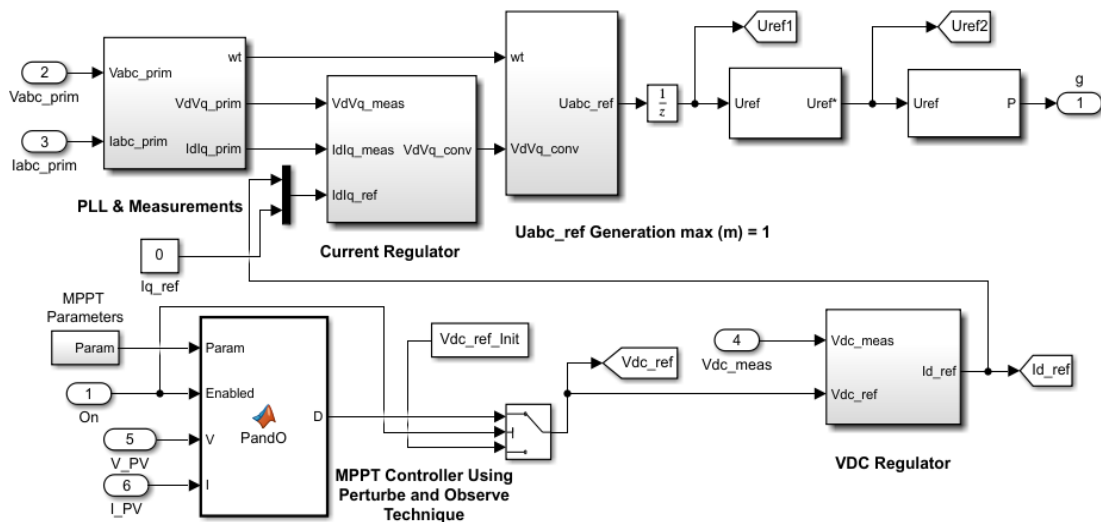 Uref1
Uref2
2
Vabc_prim
3
Iabc_prim
Vabc_prim
Iabc_prim
wt
VdVq_prim
IdIq_prim
PLL & Measurements
VdVq_meas
IdIq_meas
IdIq_ref
VdVq_conv
Current Regulator
0
Iq_ref
wt
VdVq_conv
Uabc_ref
Uabc_ref Generation max (m) = 1
1
z
Uref
Uref*
Uref
P
g
1
MPPT
Parameters
Param
1
On
5
V_PV
6
I_PV
Param
Enabled
V
I
D
PandO
Vdc_ref_Init
MPPT Controller Using
Perturbe and Observe
Technique
Vdc_ref
4
Vdc_meas
Vdc_meas
Vdc_ref
Id_ref
VDC Regulator
Id_ref